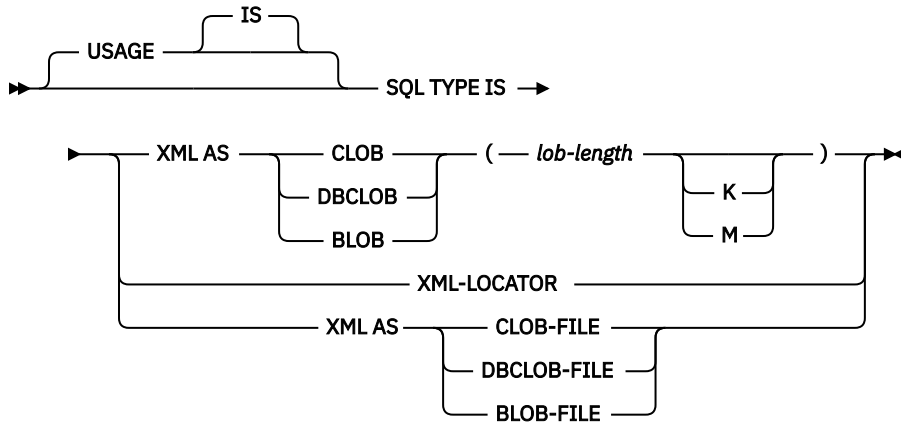 IS
USAGE
SQL TYPE IS
XML AS CLOB ( lob-length )
DBCLOB K
BLOB M
XML-LOCATOR
XML AS CLOB-FILE
DBCLOB-FILE
BLOB-FILE